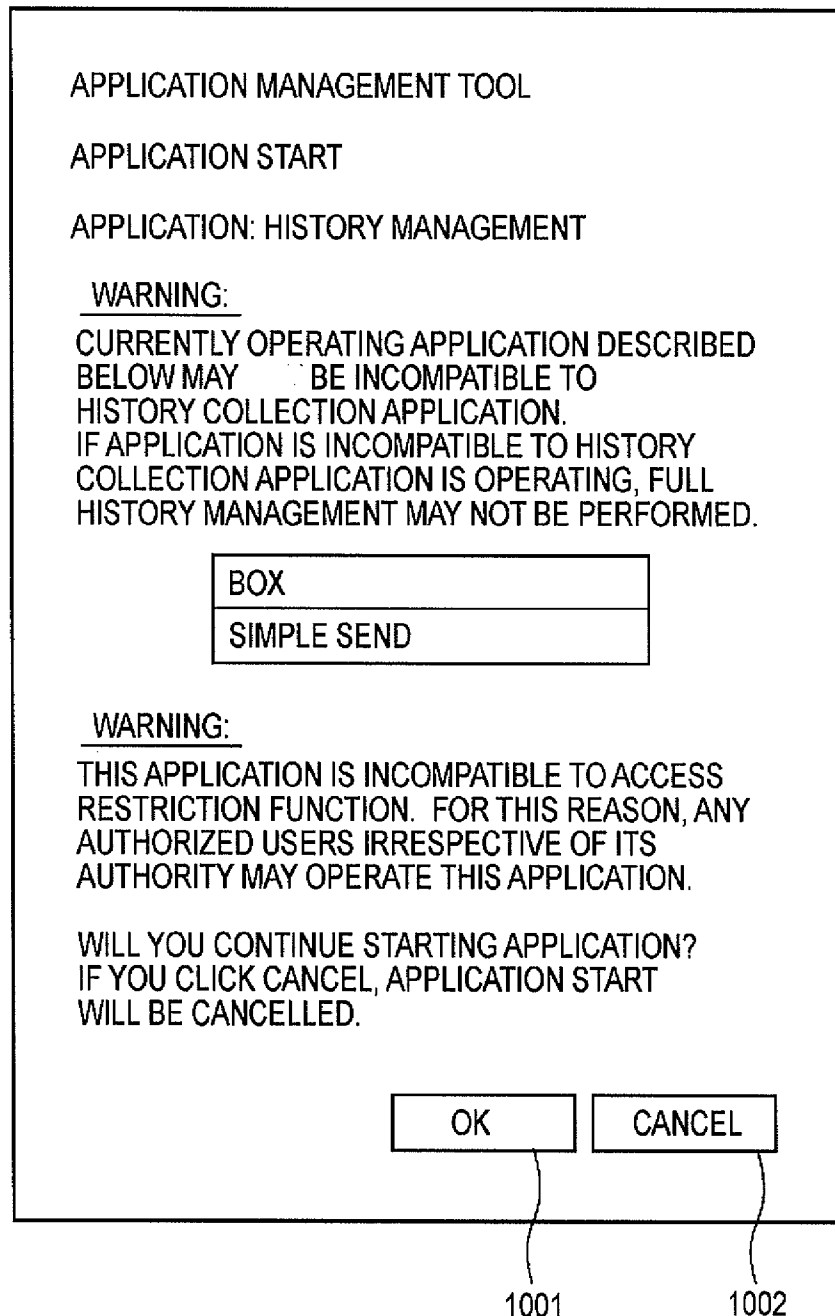 APPLICATION MANAGEMENT TOOL
APPLICATION START
APPLICATION: HISTORY MANAGEMENT
WARNING:
CURRENTLY OPERATING APPLICATION DESCRIBED
BELOW MAY BE INCOMPATIBLE TO
HISTORY COLLECTION APPLICATION.
IF APPLICATION IS INCOMPATIBLE TO HISTORY
COLLECTION APPLICATION IS OPERATING, FULL
HISTORY MANAGEMENT MAY NOT BE PERFORMED.
BOX
SIMPLE SEND
WARNING:
THIS APPLICATION IS INCOMPATIBLE TO ACCESS
RESTRICTION FUNCTION. FOR THIS REASON, ANY
AUTHORIZED USERS IRRESPECTIVE OF ITS
AUTHORITY MAY OPERATE THIS APPLICATION.
WILL YOU CONTINUE STARTING APPLICATION?
IF YOU CLICK CANCEL, APPLICATION START
WILL BE CANCELLED.
OK CANCEL
1001 1002